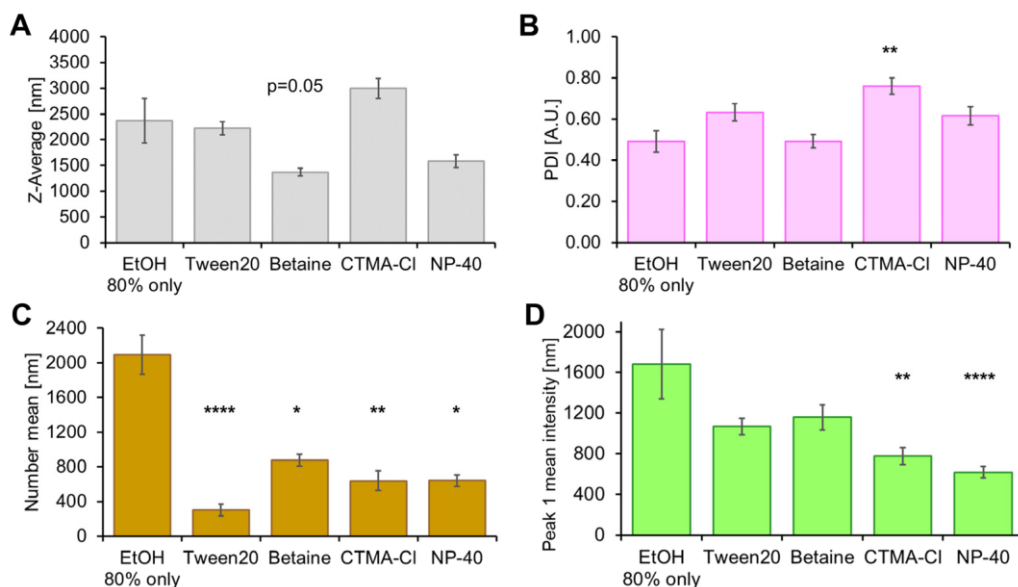 A
Z-Average [nm]
4000
3500
3000
2500
2000
1500
1000
500
0
p=0.05
EtOH Tween20 Betaine CTMA-Cl NP-40
80% only
B
PDI [A.U.]
1.00
0.80
0.60
0.40
0.20
0.00
**
EtOH Tween20 Betaine CTMA-Cl NP-40
80% only
C
Number mean [nm]
2400
2000
1600
1200
800
400
0
**** * ** *
EtOH Tween20 Betaine CTMA-Cl NP-40
80% only
D
Peak 1 mean intensity [nm]
2000
1600
1200
800
400
0
** ****
EtOH Tween20 Betaine CTMA-Cl NP-40
80% only